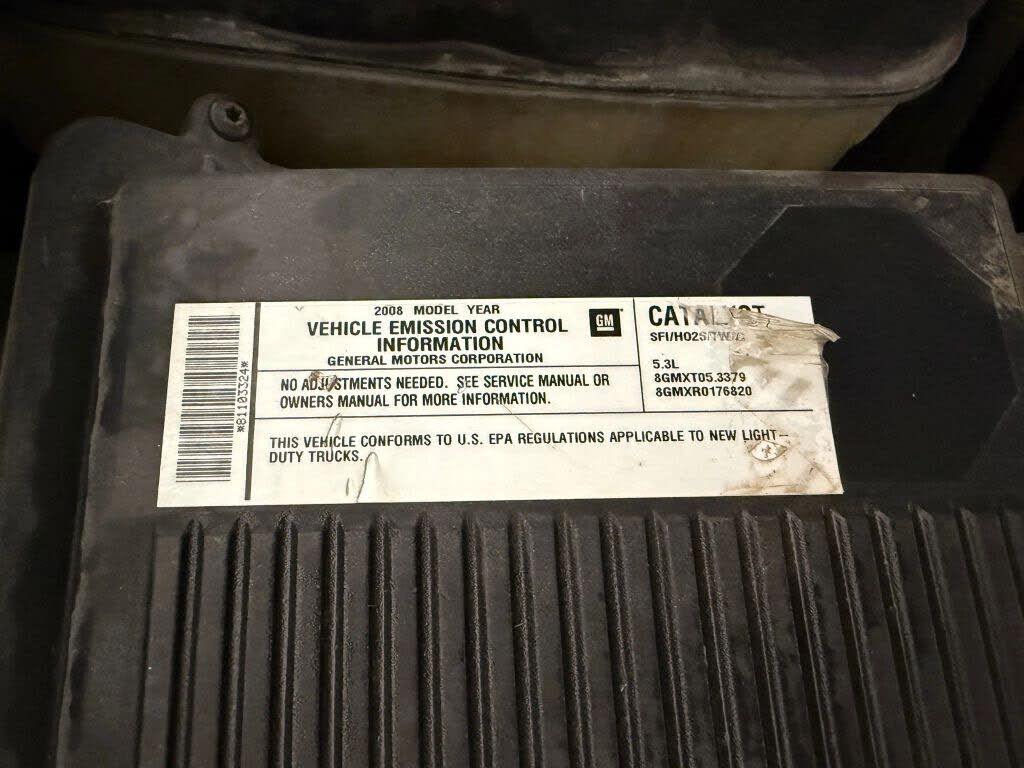 2008 MODEL YEAR
VEHICLE EMISSION CONTROL
INFORMATION
GENERAL MOTORS CORPORATION
GM
NO ADJUSTMENTS NEEDED. SEE SERVICE MANUAL OR
OWNERS MANUAL FOR MORE INFORMATION.
CATALYST
5.3L
8GMXT05.3379
8GMXR0176820
THIS VEHICLE CONFORMS TO U.S. EPA REGULATIONS APPLICABLE TO NEW LIGHT-
DUTY TRUCKS.
*81103324*